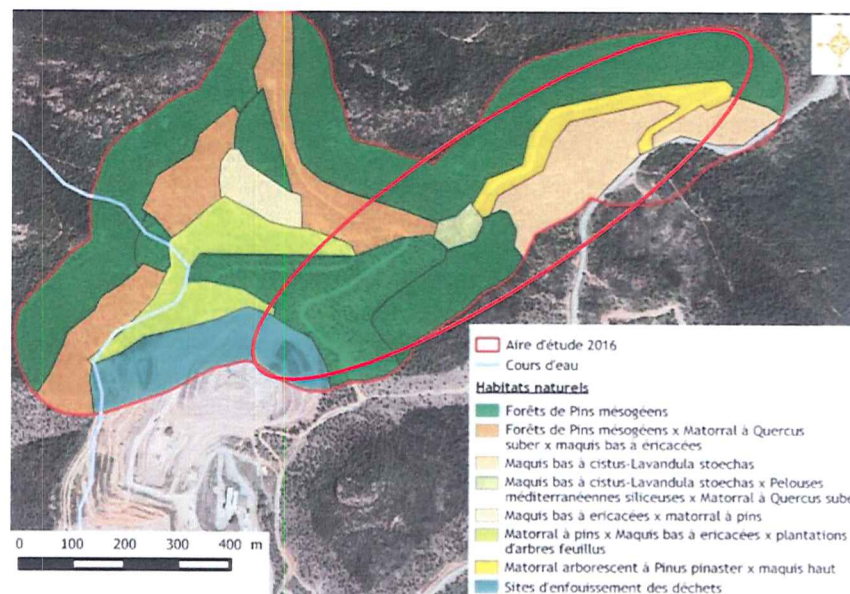 Aire d'étude 2016
Cours d'eau
Habitats naturels
Forêts de Pins mésogéens
Forêts de Pins mésogéens x Matorral à Quercus
suber x maquis bas à éricacées
Maquis bas à cistus-Lavandula stoechas
Maquis bas à cistus-Lavandula stoechas x Pelouses
méditerranéennes siliceuses x Matorral à Quercus sube
Maquis bas à ericacées x matorral à pins
Matorral à pins x Maquis bas à ericacées x plantations
d'arbres feuillus
Matorral arborescent à Pinus pinaster x maquis haut
Sites d'enfouissement des déchets
0 100 200 300 400 m